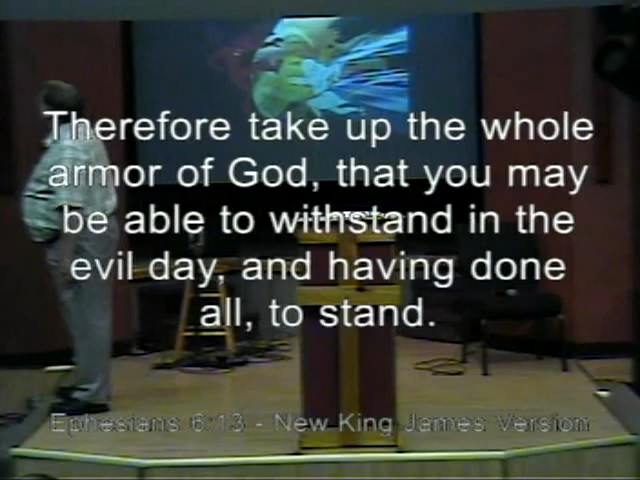 Therefore take up the whole
armor of God, that you may
be able to withstand in the
evil day, and having done
all, to stand.
Ephesians 6:13 - New King James Version